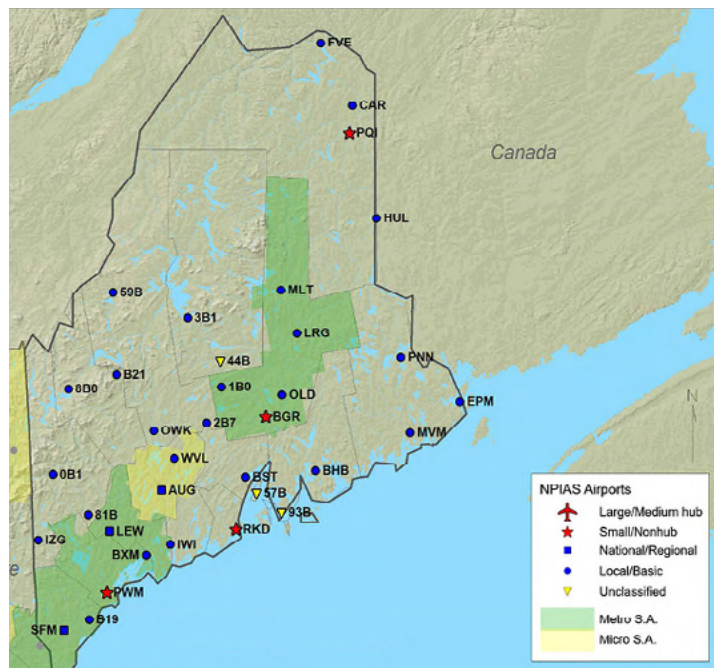 FVE
CAR
PQI
Canada
HUL
59B
MLT
3B1
LRG
44B
PNN
8D0
B21
1B0
OLD
EPM
BGR
2B7
OWK
MVM
WVL
0B1
BST
BHB
57B
AUG
93B
81B
LEW
RKD
IZG
IWI
BXM
PWM
B19
SFM
N
NPIAS Airports
Large/Medium hub
Small/Nonhub
National/Regional
Local/Basic
Unclassified
Metro S.A.
Micro S.A.